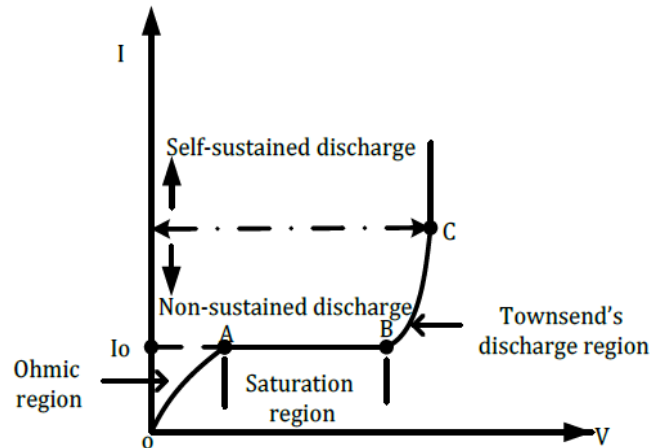 I
Self-sustained discharge
C
Non-sustained discharge
A
B
Io
Townsend's
discharge region
Ohmic
region
Saturation
region
o
V